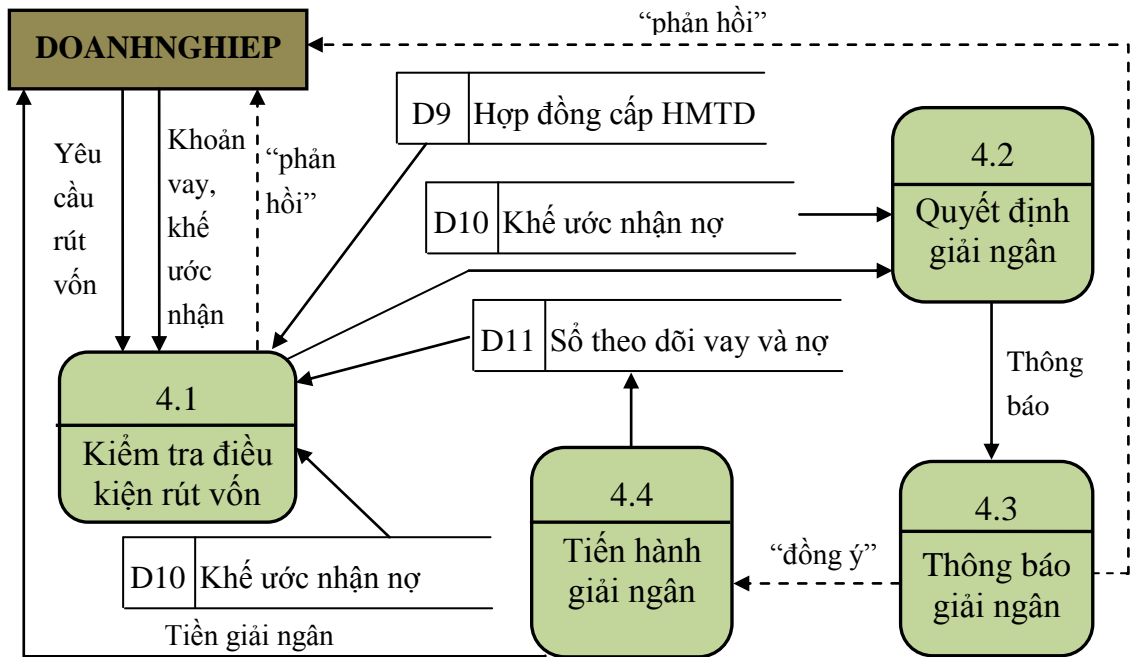 “phản hồi”
DOANHNGHIEP
D9 Hợp đồng cấp HMTD
Yêu
cầu
rút
vốn
Khoản
vay,
khế
ước
nhận
“phản
hồi”
4.2
Quyết định
giải ngân
D10 Khế ước nhận nợ
D11 Sổ theo dõi vay và nợ
Thông
báo
4.1
Kiểm tra điều
kiện rút vốn
4.4
Tiến hành
giải ngân
“đồng ý”
4.3
Thông báo
giải ngân
D10 Khế ước nhận nợ
Tiền giải ngân